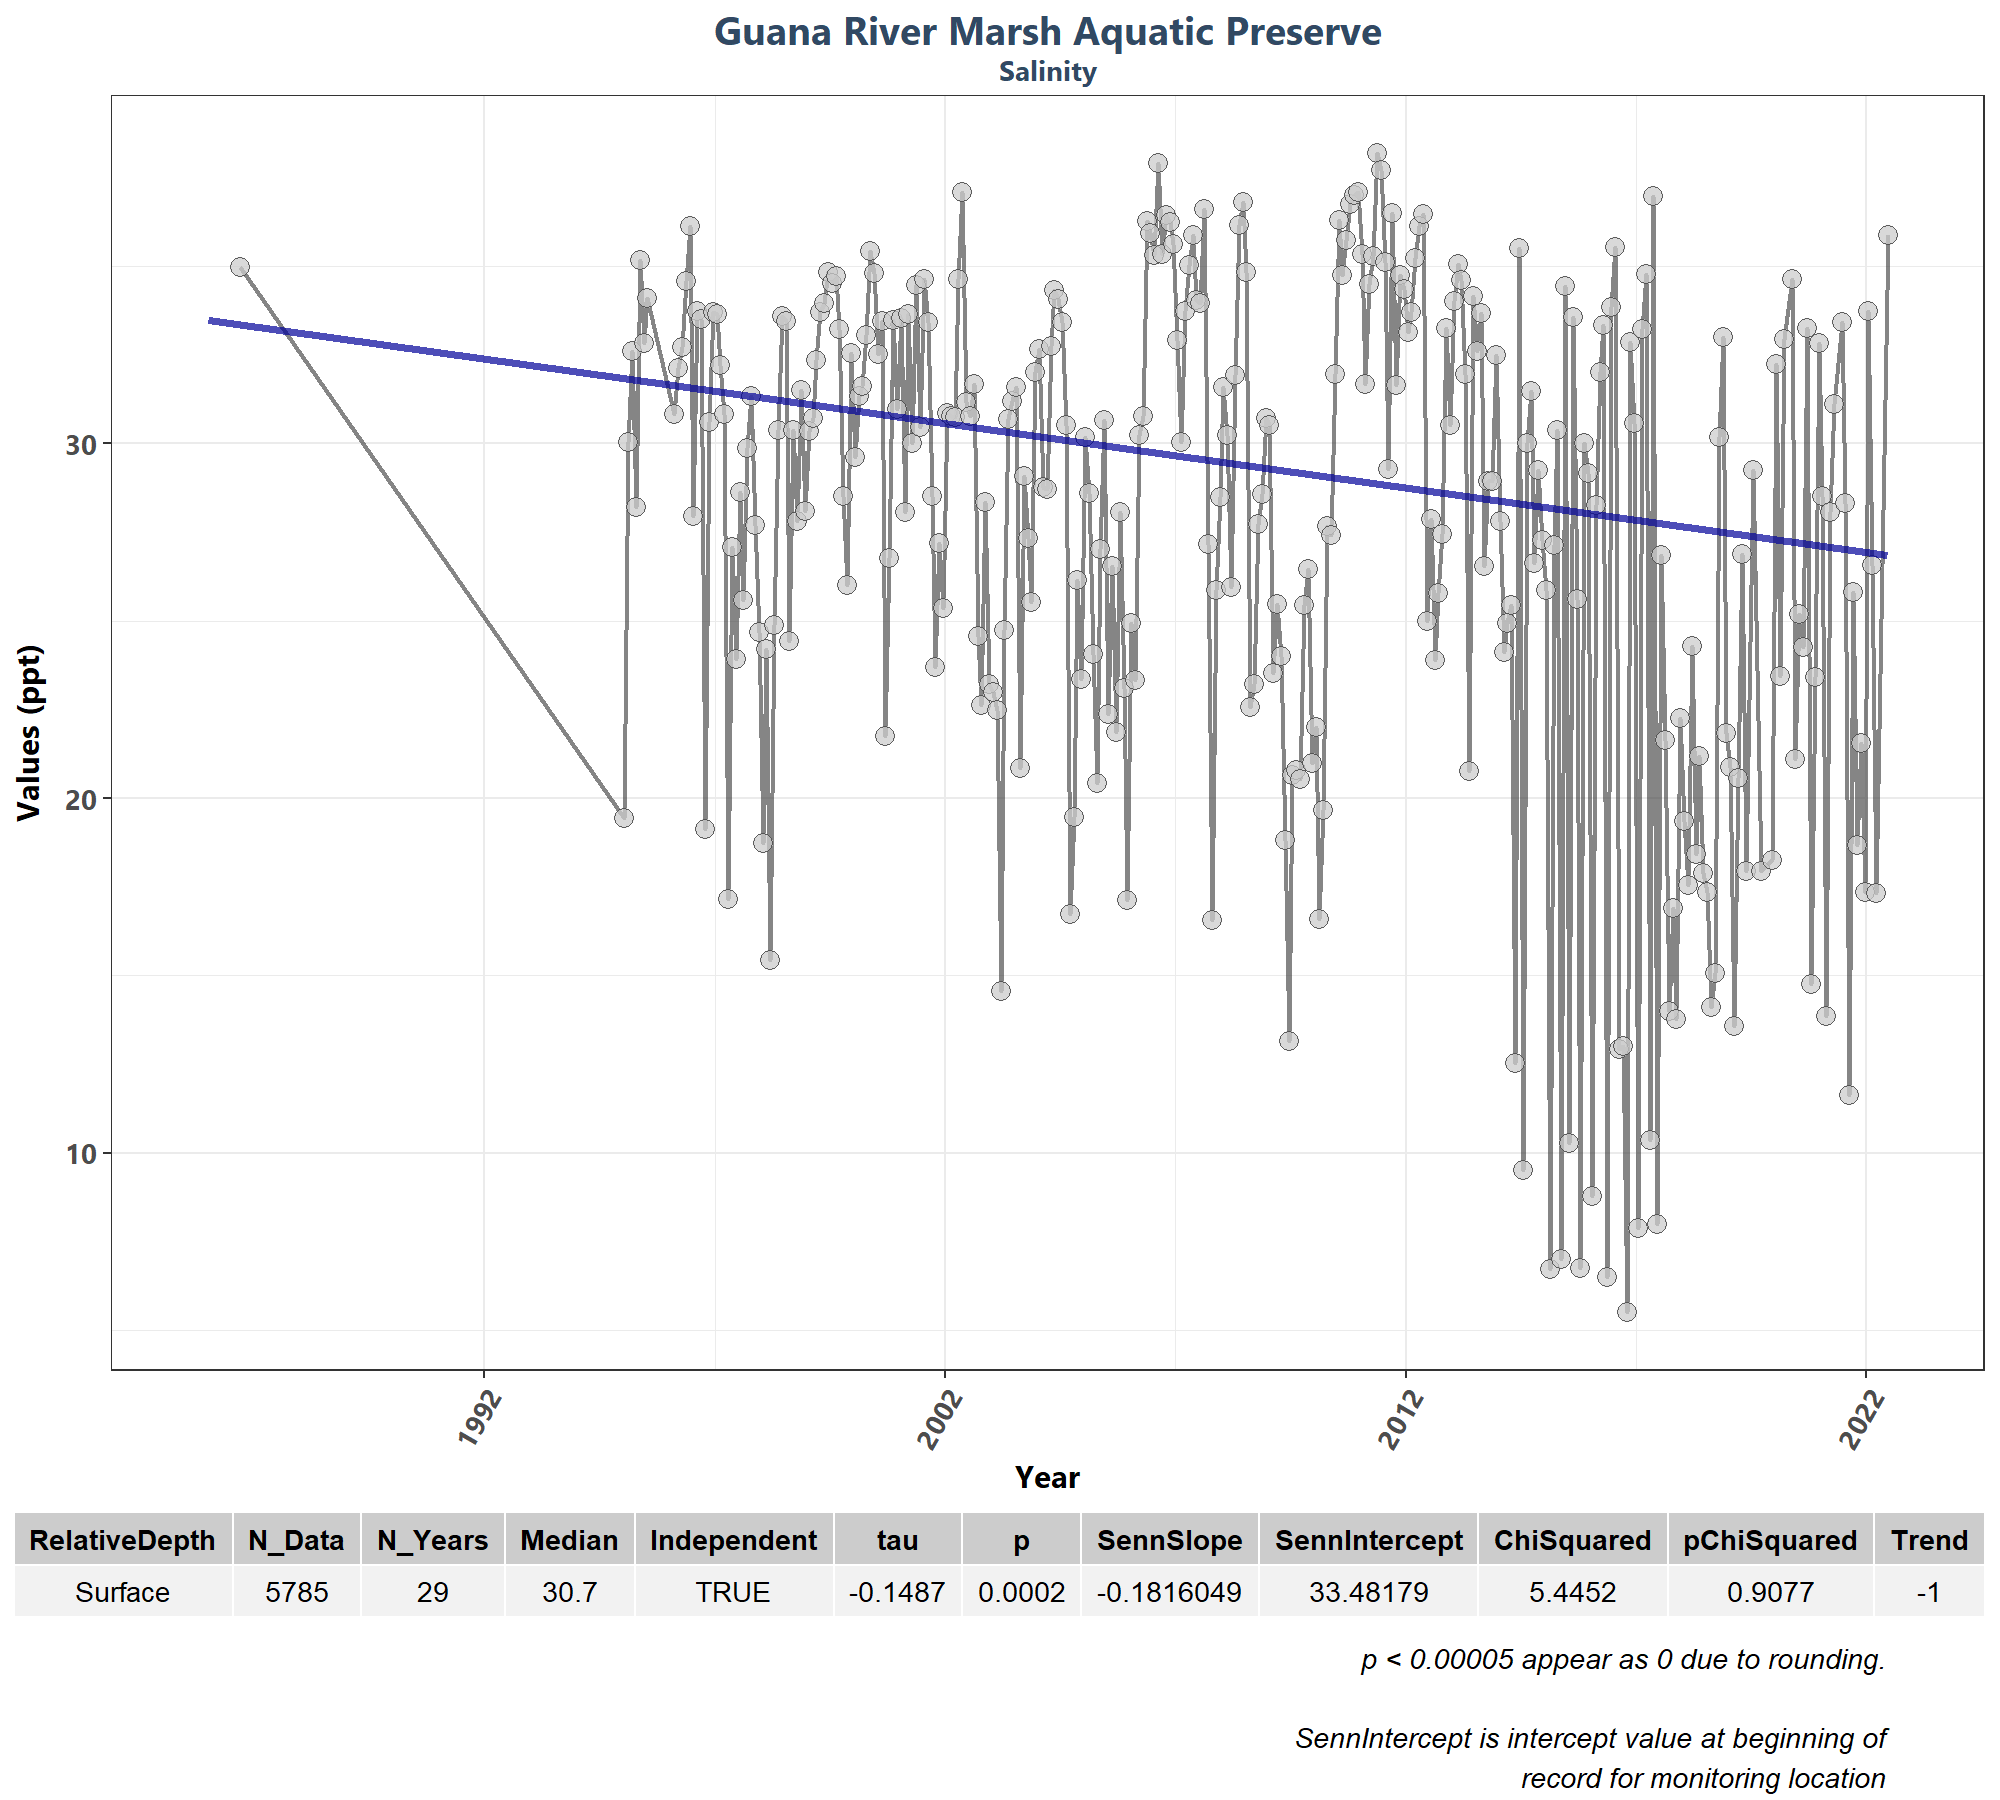 Guana River Marsh Aquatic Preserve
Salinity
Values (ppt)
30
20
10
1992
2002
2012
2022
Year
RelativeDepth N_Data N_Years Median Independent tau p SennSlope SennIntercept ChiSquared pChiSquared Trend
Surface 5785 29 30.7 TRUE -0.1487 0.0002 -0.1816049 33.48179 5.4452 0.9077 -1
p < 0.00005 appear as 0 due to rounding.
SennIntercept is intercept value at beginning of
record for monitoring location